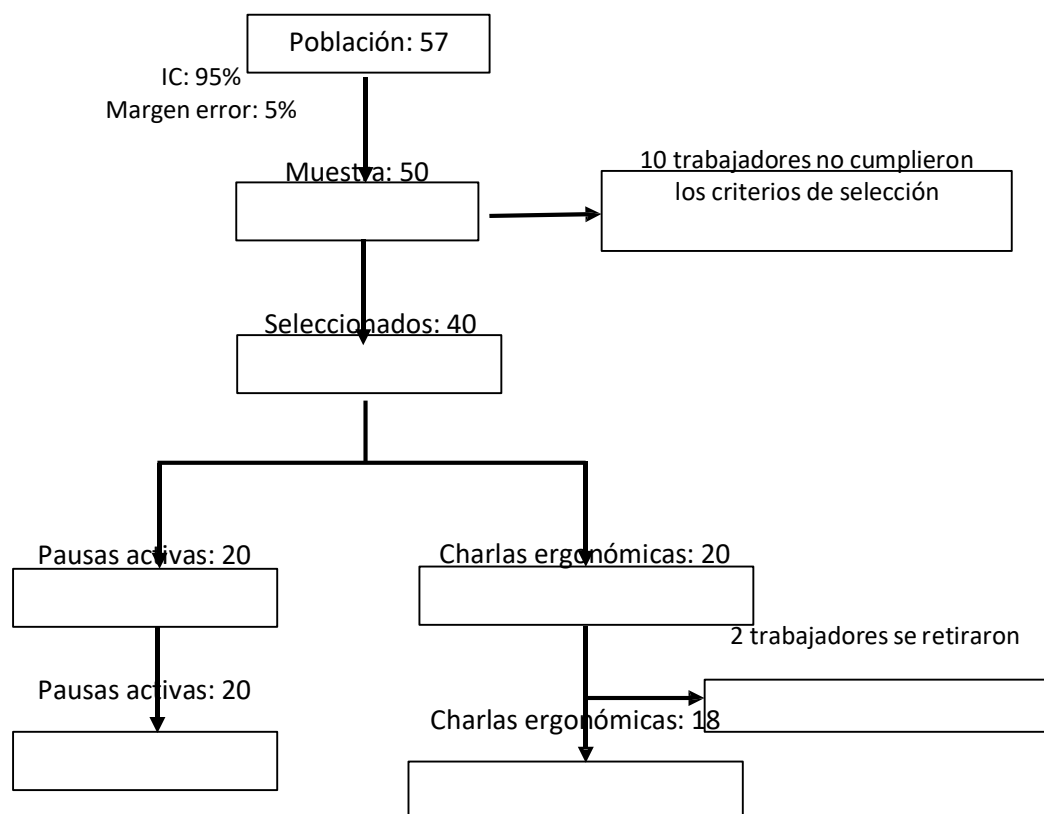 Población: 57
IC: 95%
Margen error: 5%
Muestra: 50
10 trabajadores no cumplieron
los criterios de selección
Seleccionados: 40
Pausas activas: 20
Charlas ergonómicas: 20
2 trabajadores se retiraron
Pausas activas: 20
Charlas ergonómicas: 18